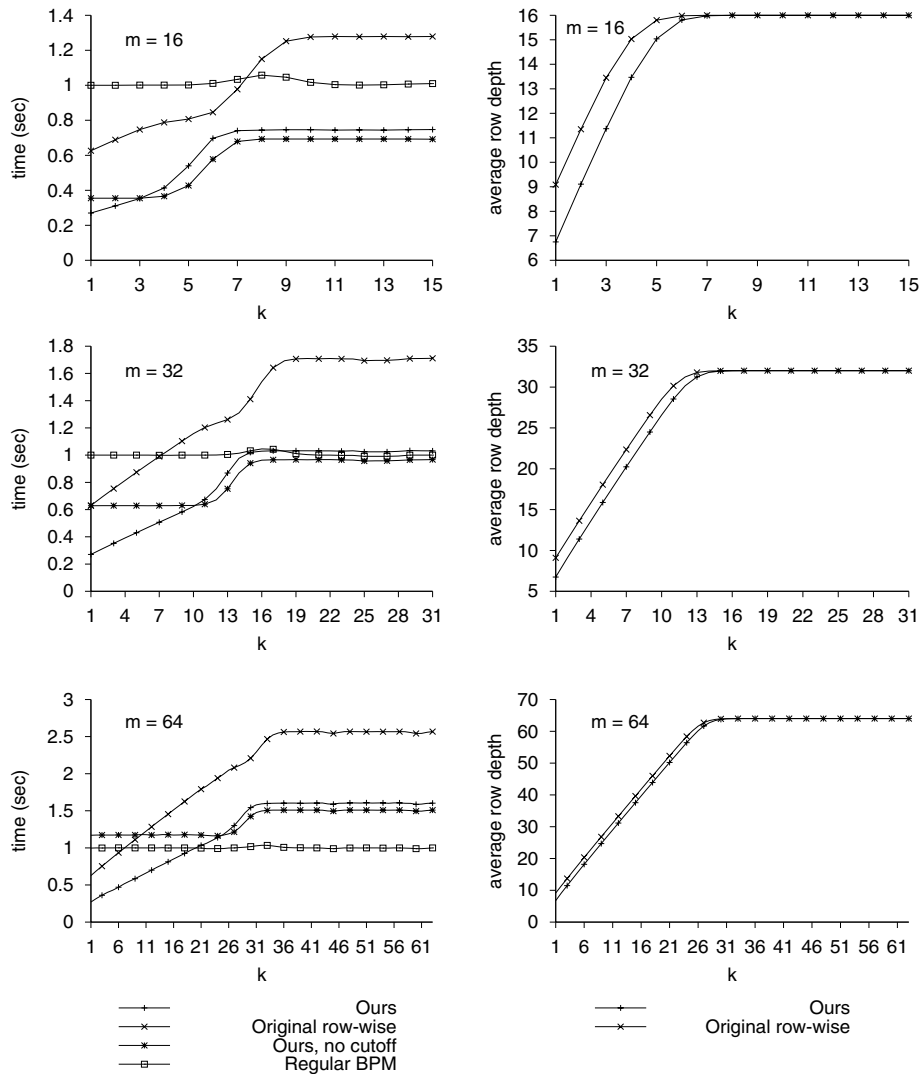 1.4
1.2
1
0.8
0.6
0.4
0.2
0
time (sec)
m = 16
1 3 5 7 9 11 13 15
k
16
15
14
13
12
11
10
9
8
7
6
average row depth
m = 16
1 3 5 7 9 11 13 15
k
1.8
1.6
1.4
1.2
1
0.8
0.6
0.4
0.2
0
time (sec)
m = 32
1 4 7 10 13 16 19 22 25 28 31
k
35
30
25
20
15
10
5
average row depth
m = 32
1 4 7 10 13 16 19 22 25 28 31
k
3
2.5
2
1.5
1
0.5
0
time (sec)
m = 64
1 6 11 16 21 26 31 36 41 46 51 56 61
k
70
60
50
40
30
20
10
0
average row depth
m = 64
1 6 11 16 21 26 31 36 41 46 51 56 61
k
Ours
Original row-wise
Ours, no cutoff
Regular BPM
Ours
Original row-wise